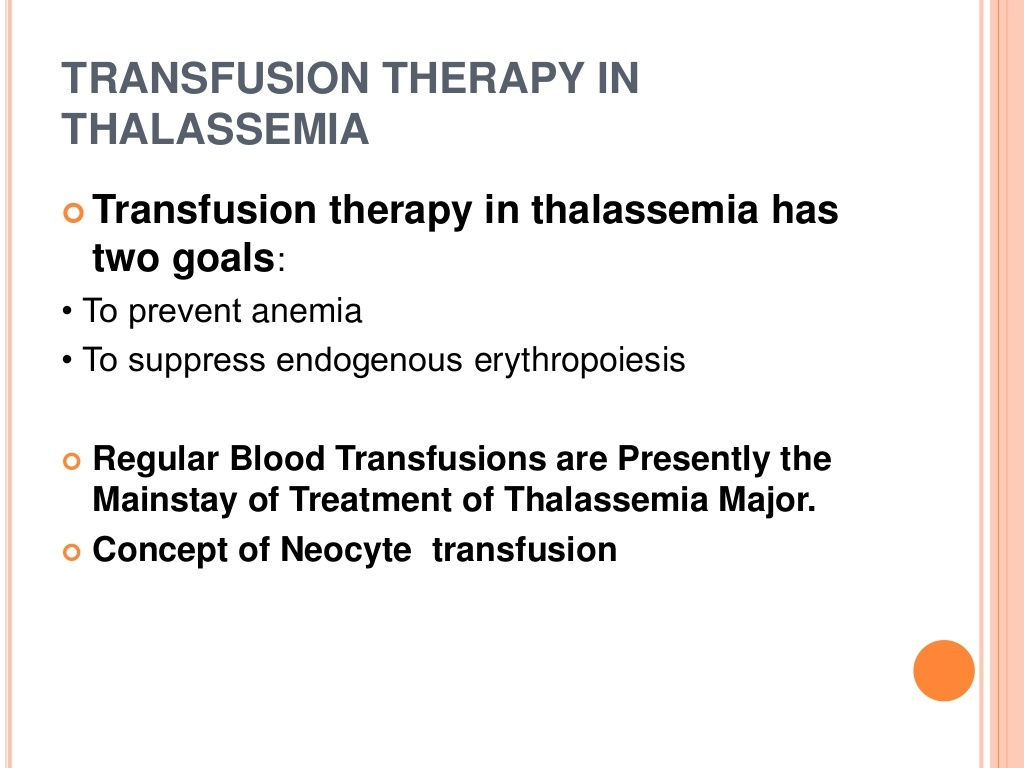 TRANSFUSION THERAPY IN
THALASSEMIA
Transfusion therapy in thalassemia has
two goals:
• To prevent anemia
• To suppress endogenous erythropoiesis
Regular Blood Transfusions are Presently the
Mainstay of Treatment of Thalassemia Major.
Concept of Neocyte  transfusion